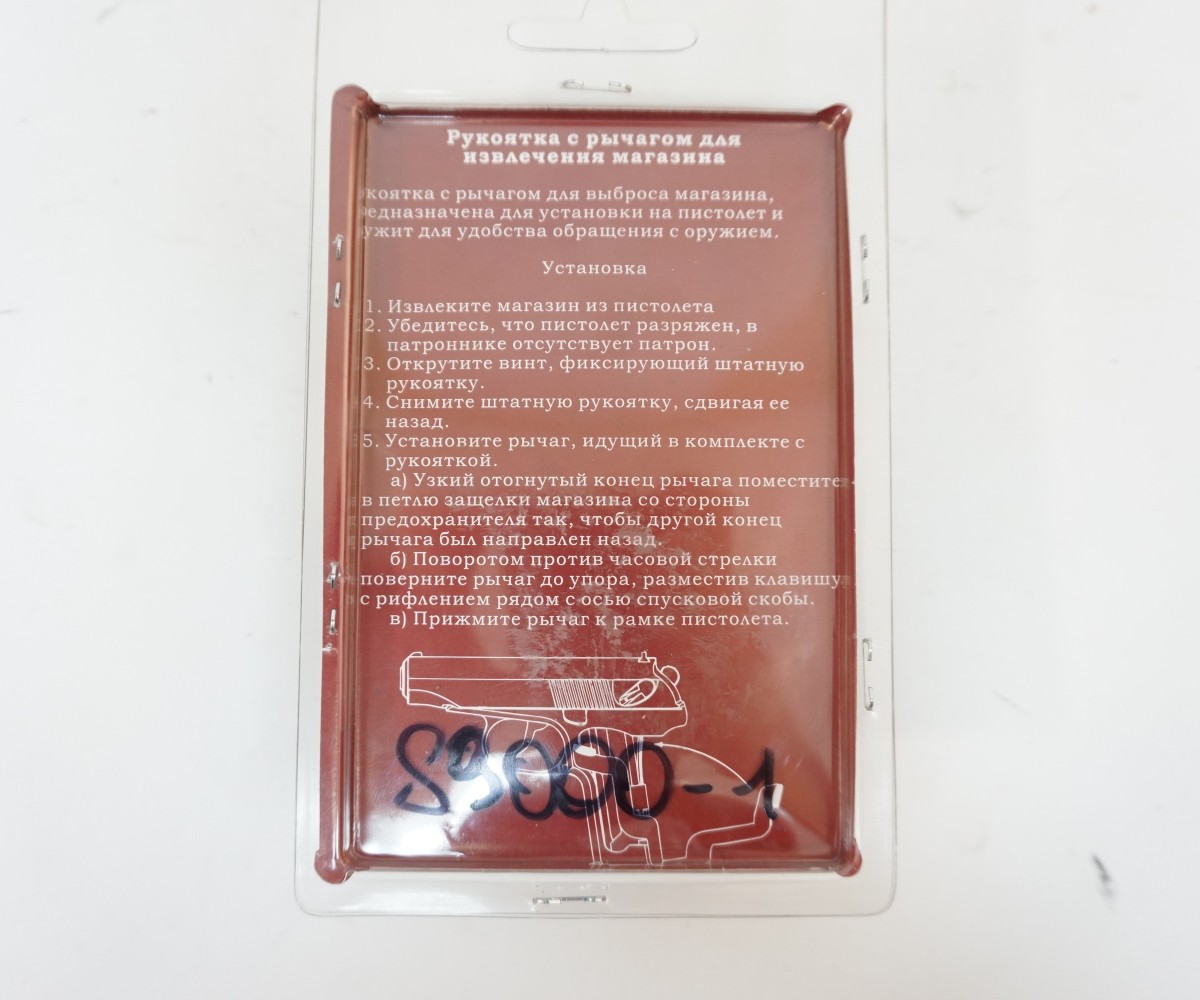 Рукоятка с рычагом для
извлечения магазина
коятка с рычагом для выброса магазина,
едназначена для установки на пистолет и
ужит для удобства обращения с оружием.
Установка
1. Извлеките магазин из пистолета
2. Убедитесь, что пистолет разряжен, в
патроннике отсутствует патрон.
3. Открутите винт, фиксирующий штатную
рукоятку.
4. Снимите штатную рукоятку, сдвигая ее
назад.
5. Установите рычаг, идущий в комплекте с
рукояткой.
а) Узкий отогнутый конец рычага поместите
в петлю защелки магазина со стороны
предохранителя так, чтобы другой конец
рычага был направлен назад.
б) Поворотом против часовой стрелки
поверните рычаг до упора, разместив клавишу
с рифлением рядом с осью спусковой скобы.
в) Прижмите рычаг к рамке пистолета.
89000-1